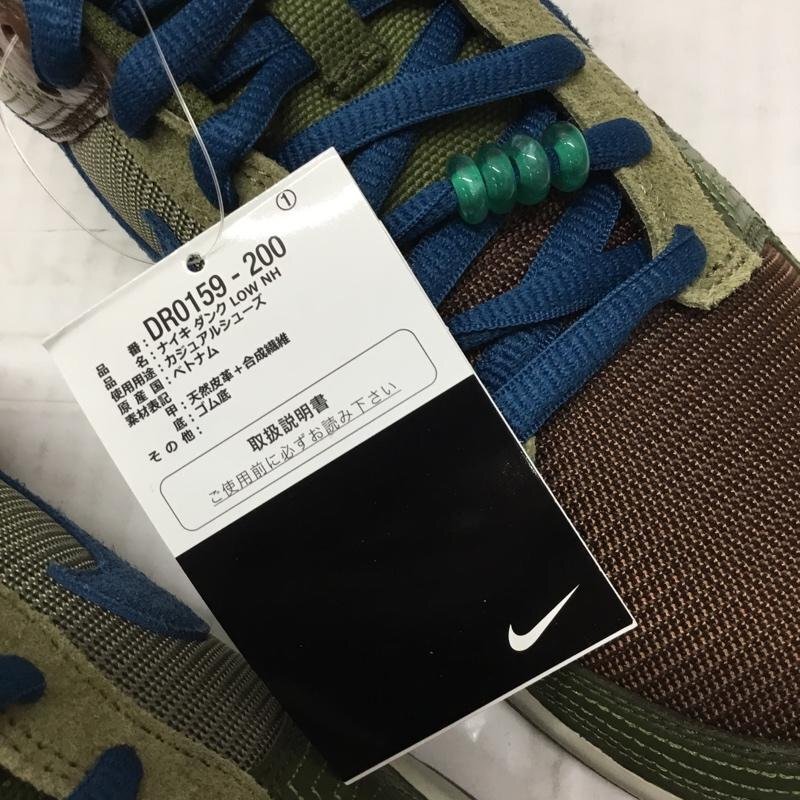 ①
品　番：DR0159 - 200
品　名：ナイキ ダンク LOW NH
使用用途：カジュアルシューズ
原 産 国：ベトナム
素材表記　甲：天然皮革＋合成繊維
底：ゴム底
そ の 他：
取扱説明書
ご使用前に必ずお読み下さい